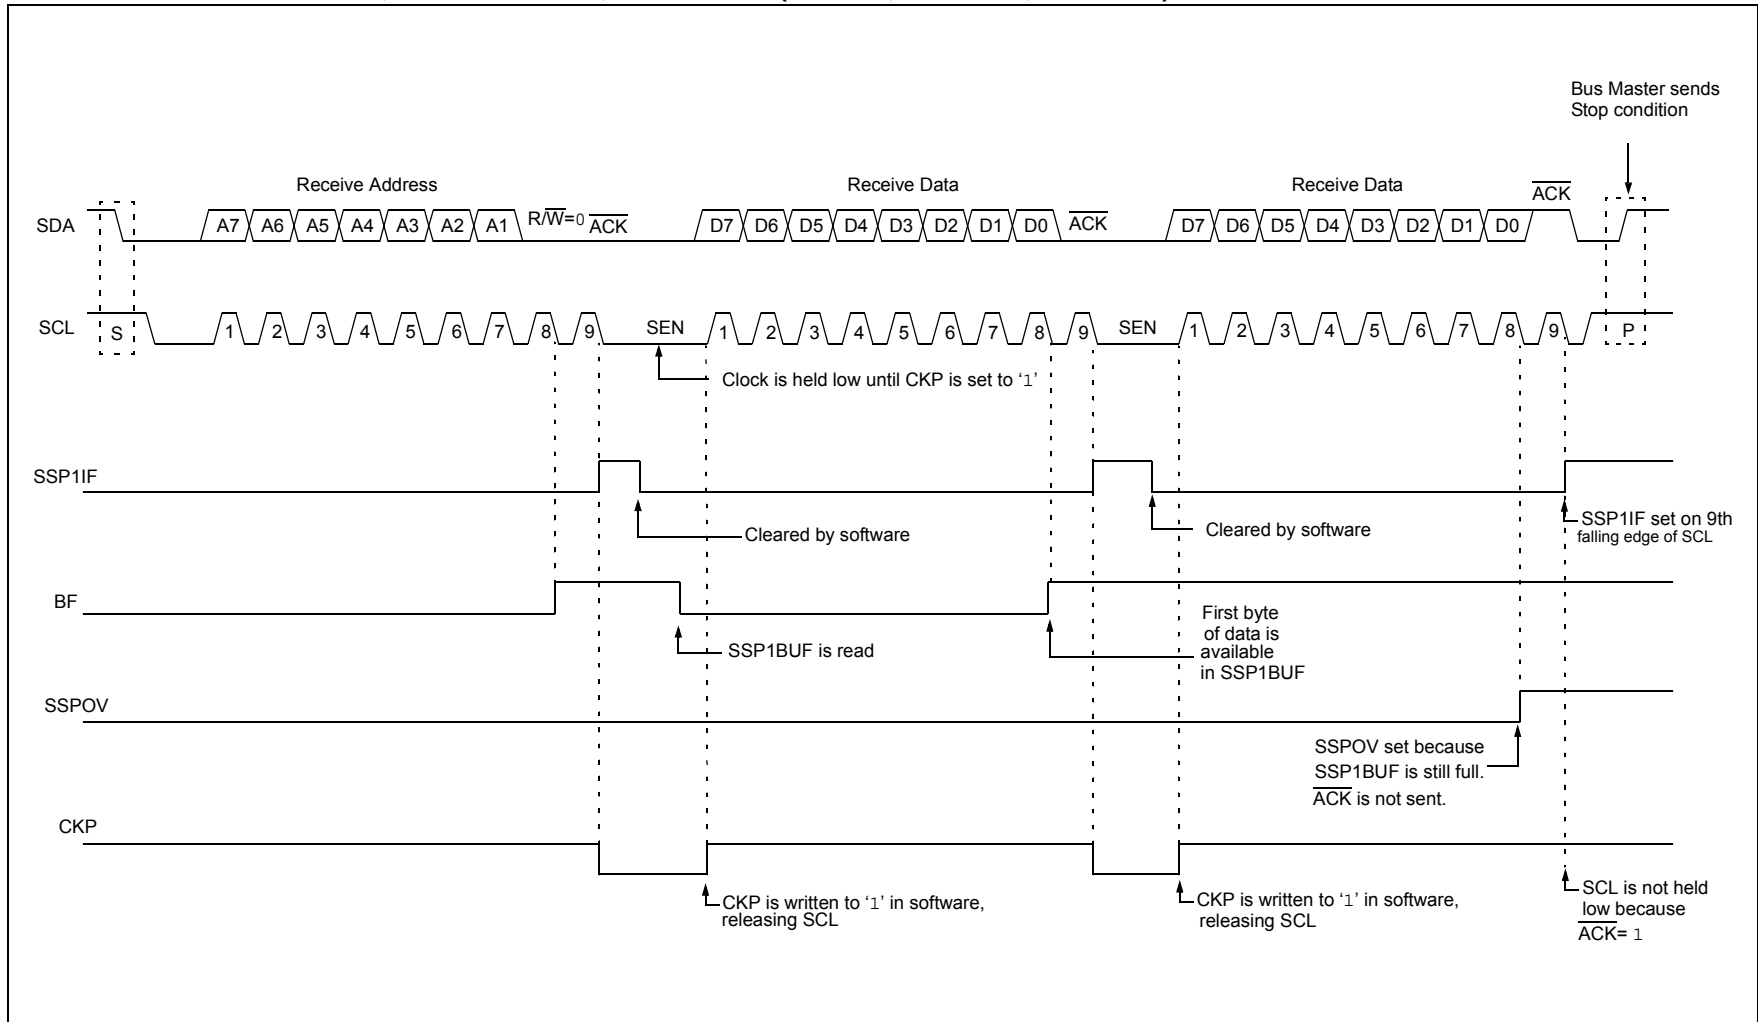 Bus Master sends
Stop condition
Receive Address
Receive Data
Receive Data
ACK
SDA
A7 A6 A5 A4 A3 A2 A1 R/W=0 ACK
D7 D6 D5 D4 D3 D2 D1 D0 ACK
D7 D6 D5 D4 D3 D2 D1 D0
SCL
S
1 2 3 4 5 6 7 8 9 SEN
1 2 3 4 5 6 7 8 9 SEN
1 2 3 4 5 6 7 8 9
P
Clock is held low until CKP is set to ‘1’
SSP1IF
Cleared by software
Cleared by software
SSP1IF set on 9th
falling edge of SCL
BF
SSP1BUF is read
First byte
of data is
available
in SSP1BUF
SSPOV
SSPOV set because
SSP1BUF is still full.
ACK is not sent.
CKP
CKP is written to ‘1’ in software,
releasing SCL
CKP is written to ‘1’ in software,
releasing SCL
SCL is not held
low because
ACK= 1